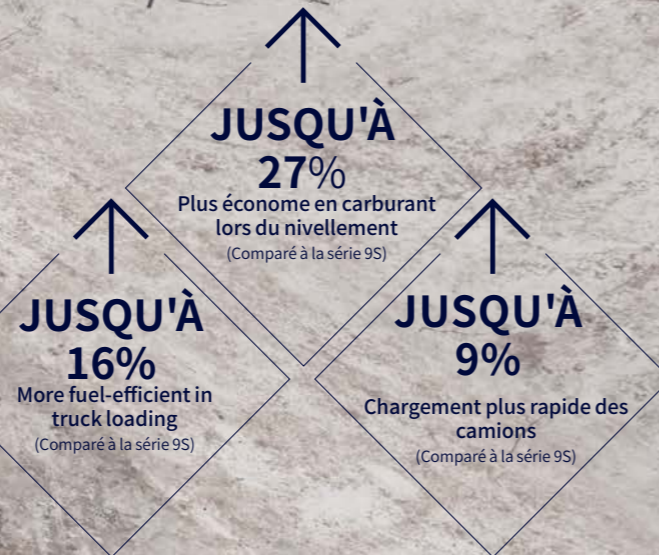 JUSQU'À
27%
Plus économe en carburant
lors du nivellement
(Comparé à la série 9S)
JUSQU'À
16%
More fuel-efficient in
truck loading
(Comparé à la série 9S)
JUSQU'À
9%
Chargement plus rapide des
camions
(Comparé à la série 9S)